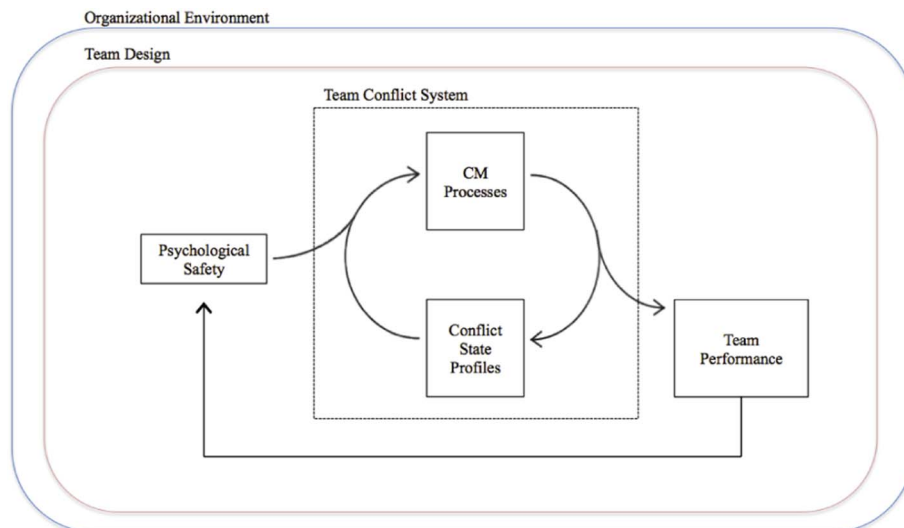 Organizational Environment
Team Design
Team Conflict System
CM
Processes
Psychological
Safety
Conflict
State
Profiles
Team
Performance